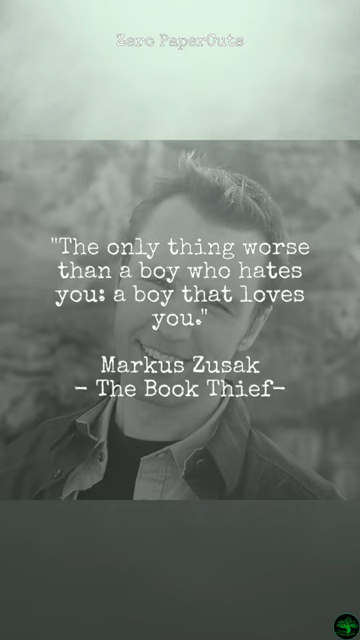 Zero PaperCuts
"The only thing worse
than a boy who hates
you: a boy that loves
you."
Markus Zusak
- The Book Thief-